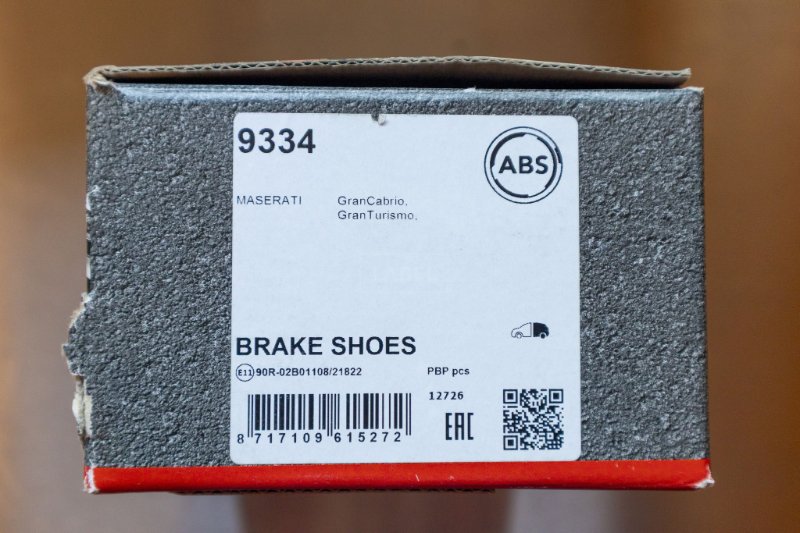 9334
ABS
MASERATI GranCabrio,
GranTurismo,
BRAKE SHOES
E11 90R-02B01108/21822 PBP pcs
12726
8 717109 615272
EAC